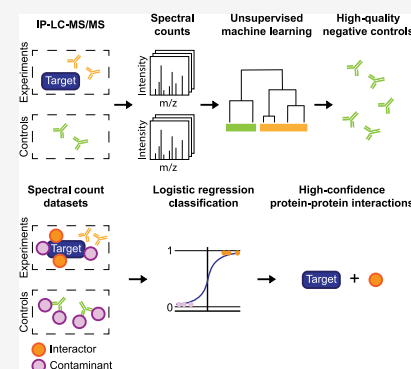 IP-LC-MS/MS
Spectral
counts
Unsupervised
machine learning
High-quality
negative controls
Experiments
Target
Controls
Intensity
m/z
Intensity
m/z
Spectral count
datasets
Logistic regression
classification
High-confidence
protein-protein interactions
Experiments
Target
Controls
1
0
Target
+
Interactor
Contaminant